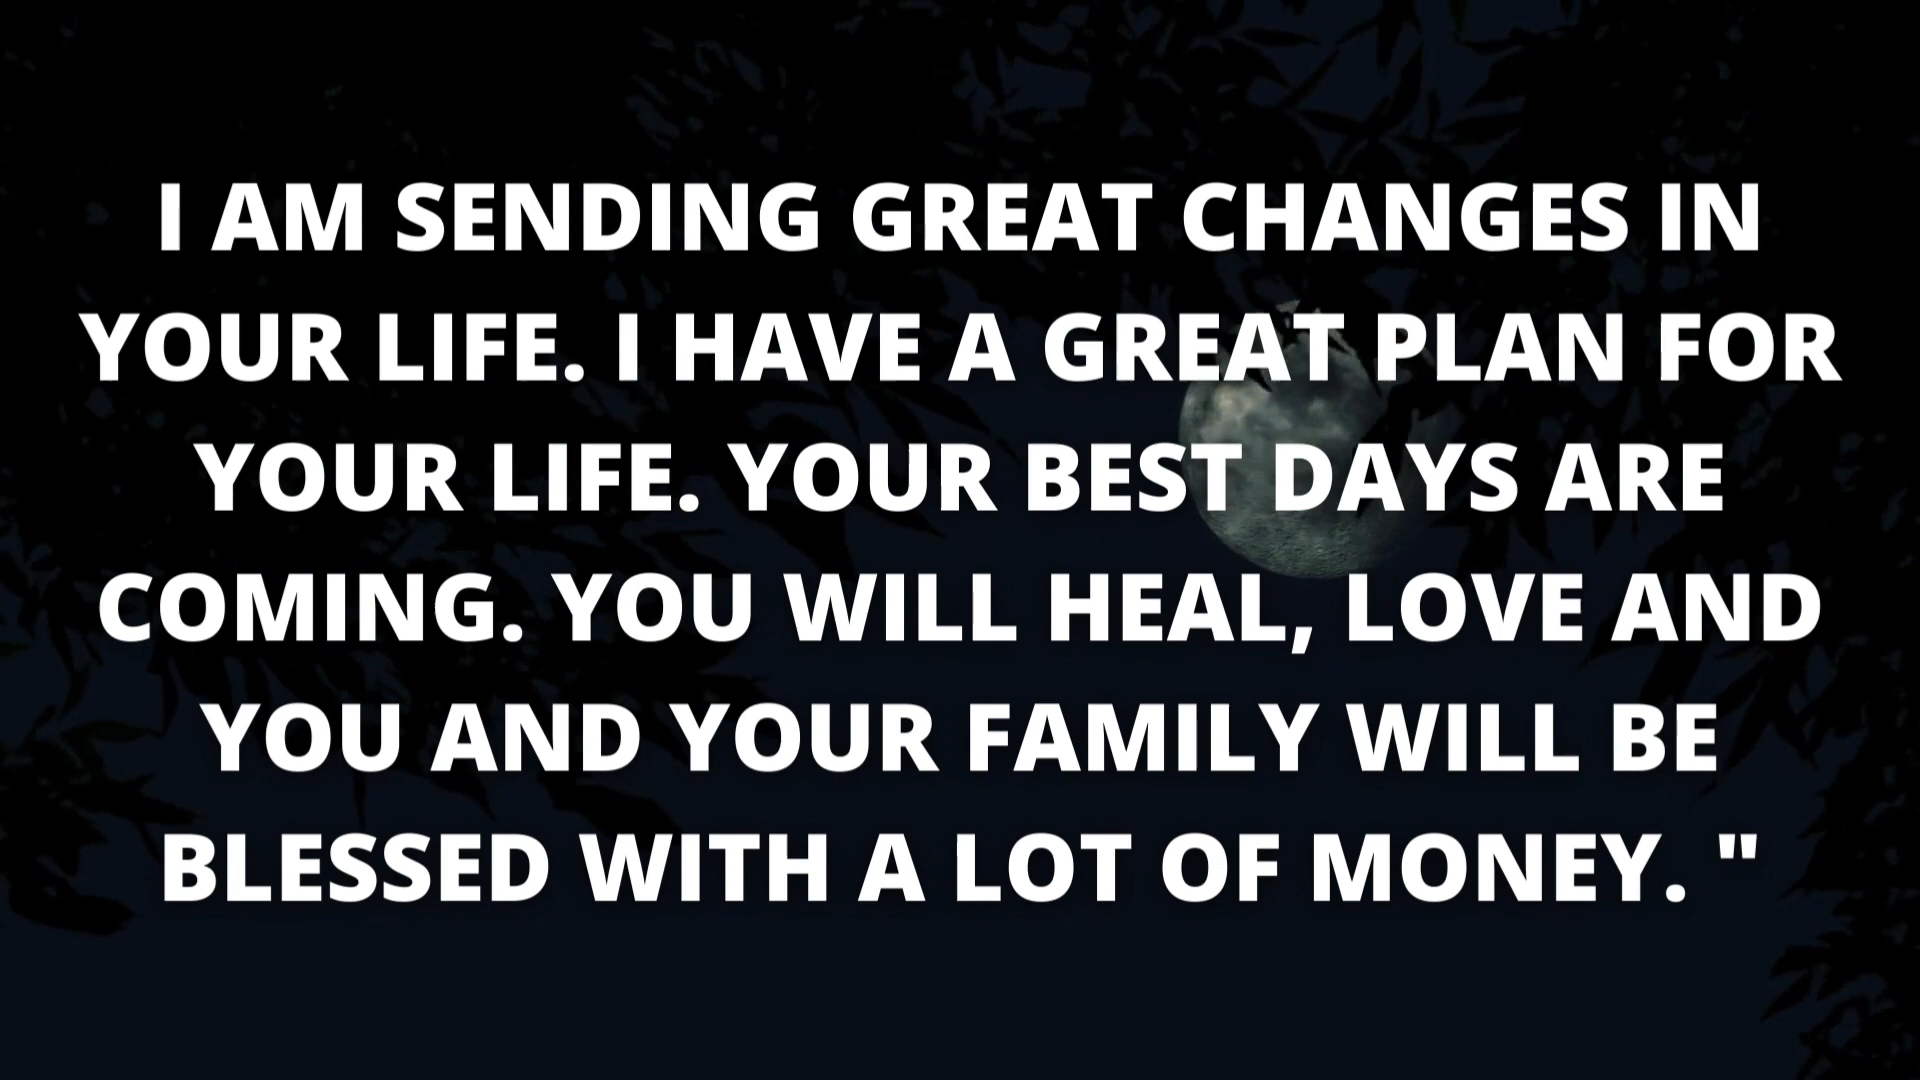 I AM SENDING GREAT CHANGES IN
YOUR LIFE. I HAVE A GREAT PLAN FOR
YOUR LIFE. YOUR BEST DAYS ARE
COMING. YOU WILL HEAL, LOVE AND
YOU AND YOUR FAMILY WILL BE
BLESSED WITH A LOT OF MONEY. "